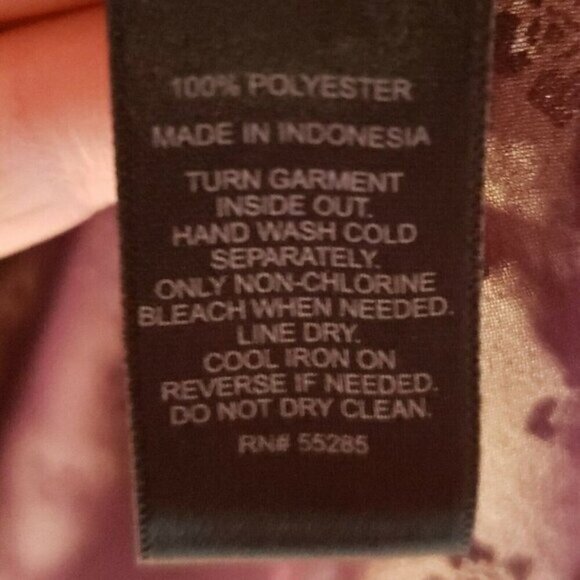 100% POLYESTER
MADE IN INDONESIA
TURN GARMENT
INSIDE OUT.
HAND WASH COLD
SEPARATELY.
ONLY NON-CHLORINE
BLEACH WHEN NEEDED.
LINE DRY.
COOL IRON ON
REVERSE IF NEEDED.
DO NOT DRY CLEAN.
RN# 55285